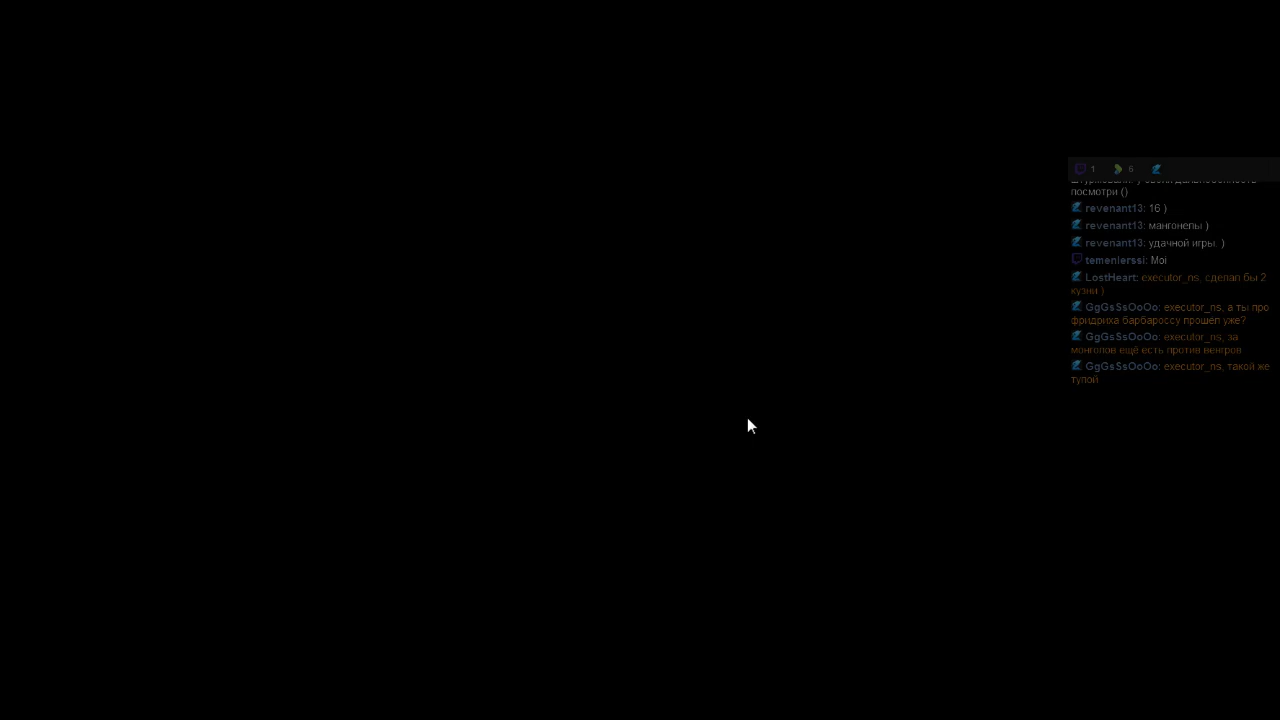 1 6
посмотри ()
revenant13: 16 )
revenant13: мангонелы )
revenant13: удачной игры. )
temenlerssi: Moi
LostHeart: executor_ns, сделал бы 2
кузни )
GgGsSsOoOo: executor_ns, а ты про
фридриха барбароссу прошел уже?
GgGsSsOoOo: executor_ns, за
монголов ещё есть против венгров
GgGsSsOoOo: executor_ns, такой же
тупой